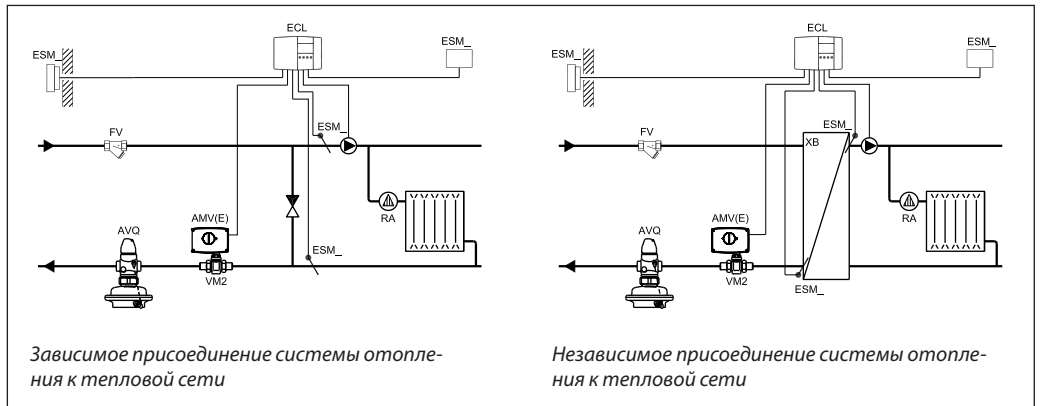 ECL
ESM_
ESM_
FV
ESM_
AMV(E)
RA
AVQ
ESM_
VM2
Зависимое присоединение системы отопле-
ния к тепловой сети
ECL
ESM_
ESM_
ESM_
FV
XB
AMV(E)
RA
AVQ
VM2
ESM_
Независимое присоединение системы отопле-
ния к тепловой сети